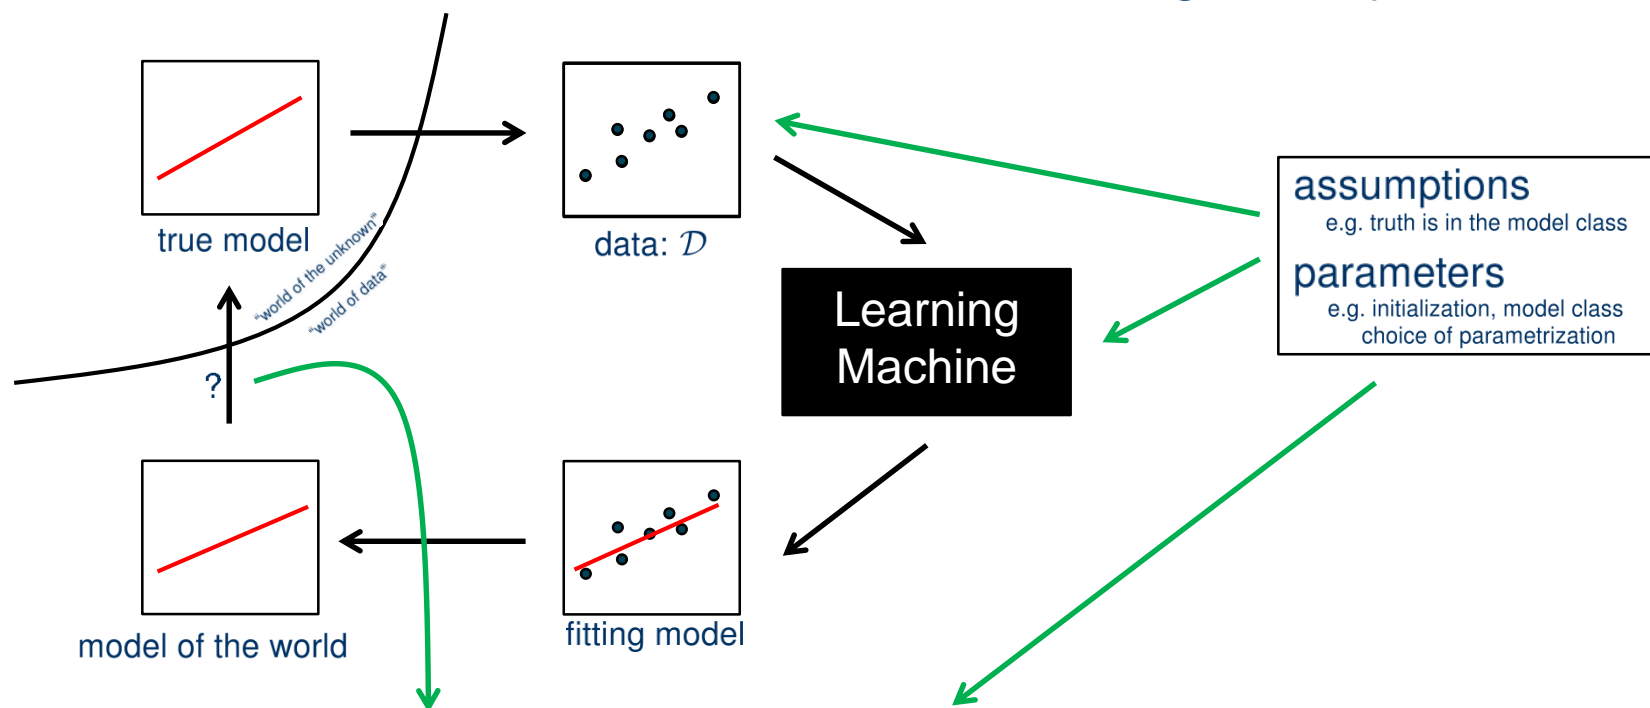 true model
data: 𝒟
assumptions
e.g. truth is in the model class
parameters
e.g. initialization, model class
choice of parametrization
"world of the unknown"
"world of data"
Learning
Machine
?
model of the world
fitting model